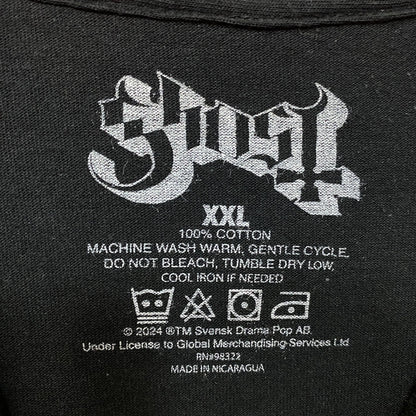 Ghost
XXL
100% COTTON
MACHINE WASH WARM, GENTLE CYCLE,
DO NOT BLEACH, TUMBLE DRY LOW,
COOL IRON IF NEEDED
© 2024 ®TM Svensk Drama Pop AB.
Under License to Global Merchandising Services Ltd
RN#98322
MADE IN NICARAGUA